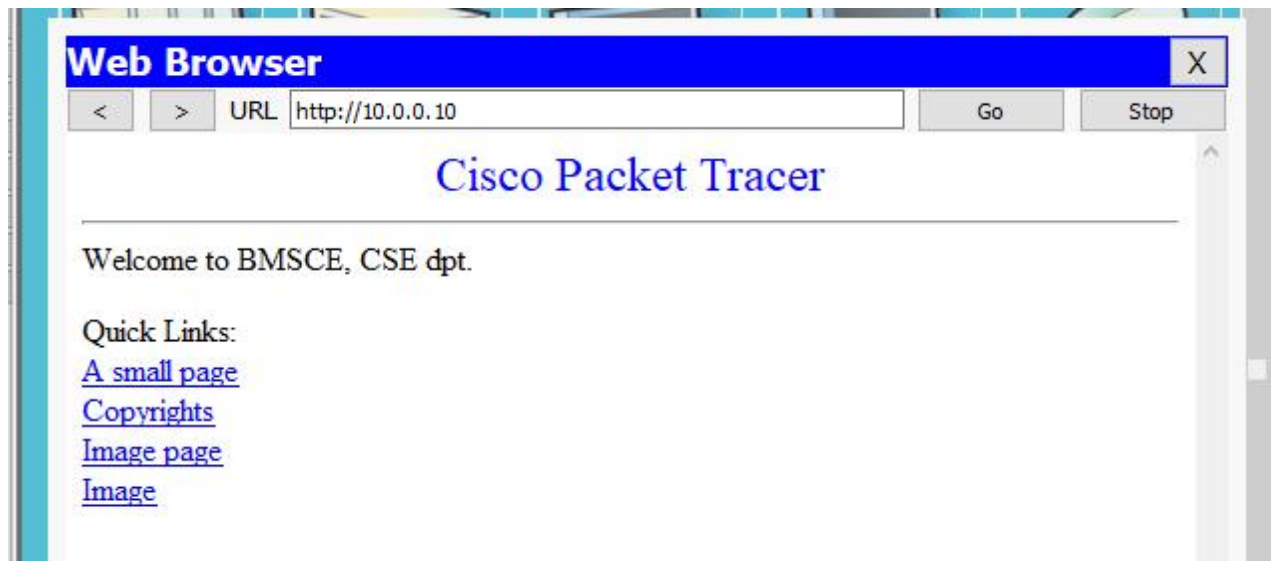 Web Browser X
< > URL http://10.0.0.10 Go Stop
Cisco Packet Tracer
Welcome to BMSCE, CSE dpt.
Quick Links:
A small page
Copyrights
Image page
Image